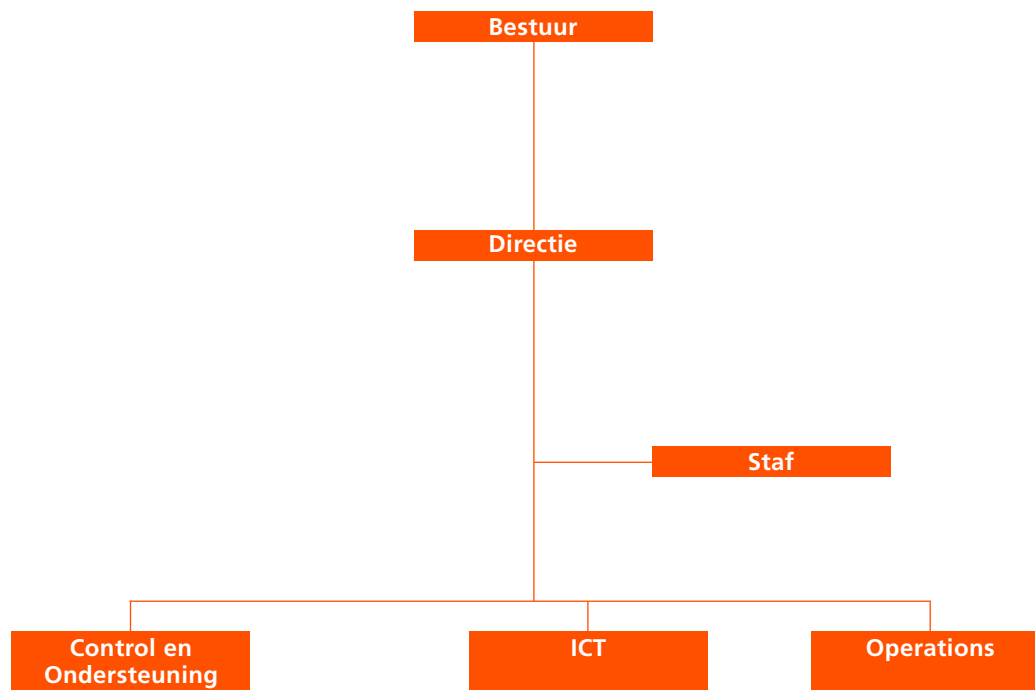 Bestuur
Directie
Staf
Control en
Ondersteuning
ICT
Operations